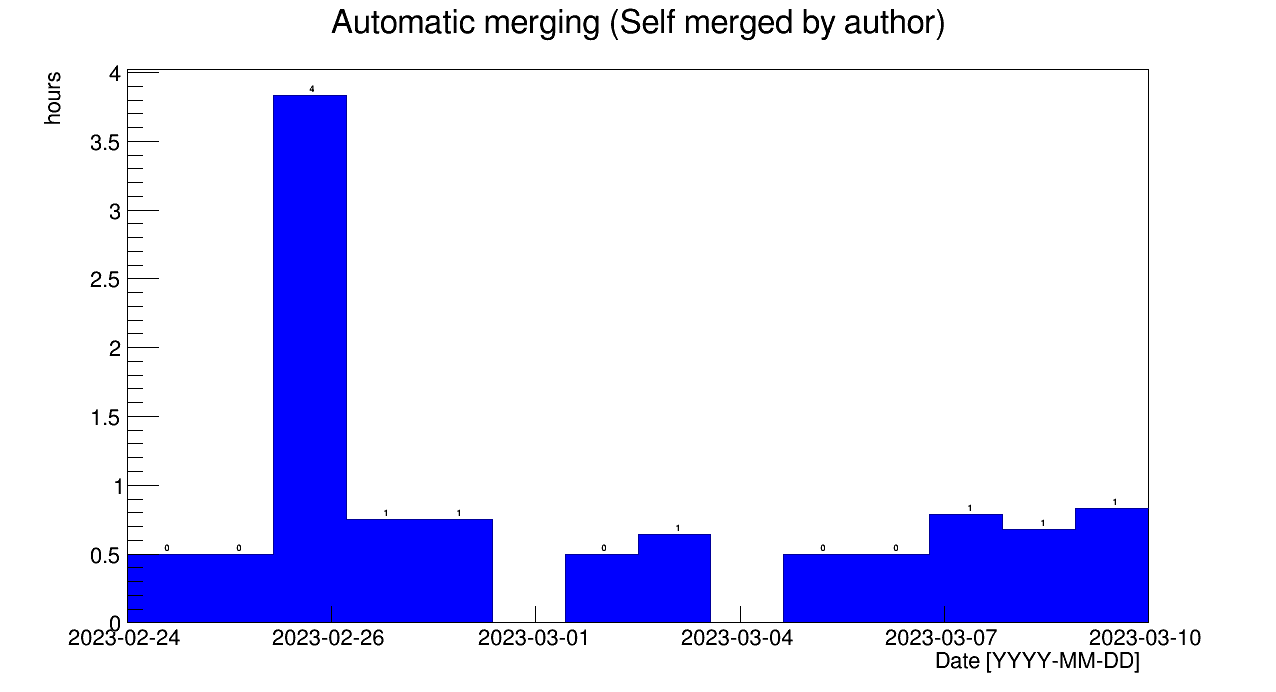 Automatic merging (Self merged by author)
hours
4
3.5
3
2.5
2
1.5
1
0.5
0
0 0 4 1 1 0 1 0 0 1 1 1
2023-02-24 2023-02-26 2023-03-01 2023-03-04 2023-03-07 2023-03-10
Date [YYYY-MM-DD]